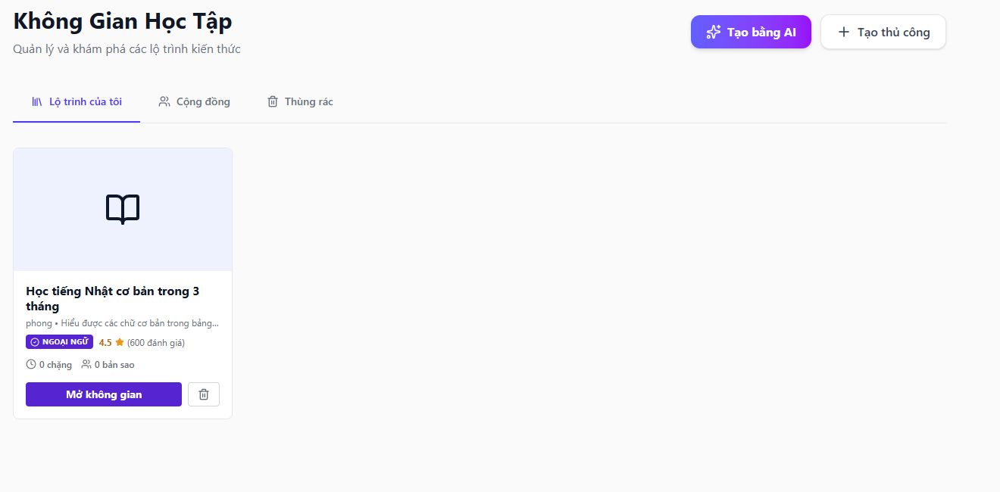 Không Gian Học Tập
Quản lý và khám phá các lộ trình kiến thức
Tạo bằng AI
Tạo thủ công
Lộ trình của tôi
Cộng đồng
Thùng rác
Học tiếng Nhật cơ bản trong 3
tháng
phong • Hiểu được các chữ cơ bản trong bảng...
NGOẠI NGỮ 4.5 (600 đánh giá)
0 chặng 0 bản sao
Mở không gian